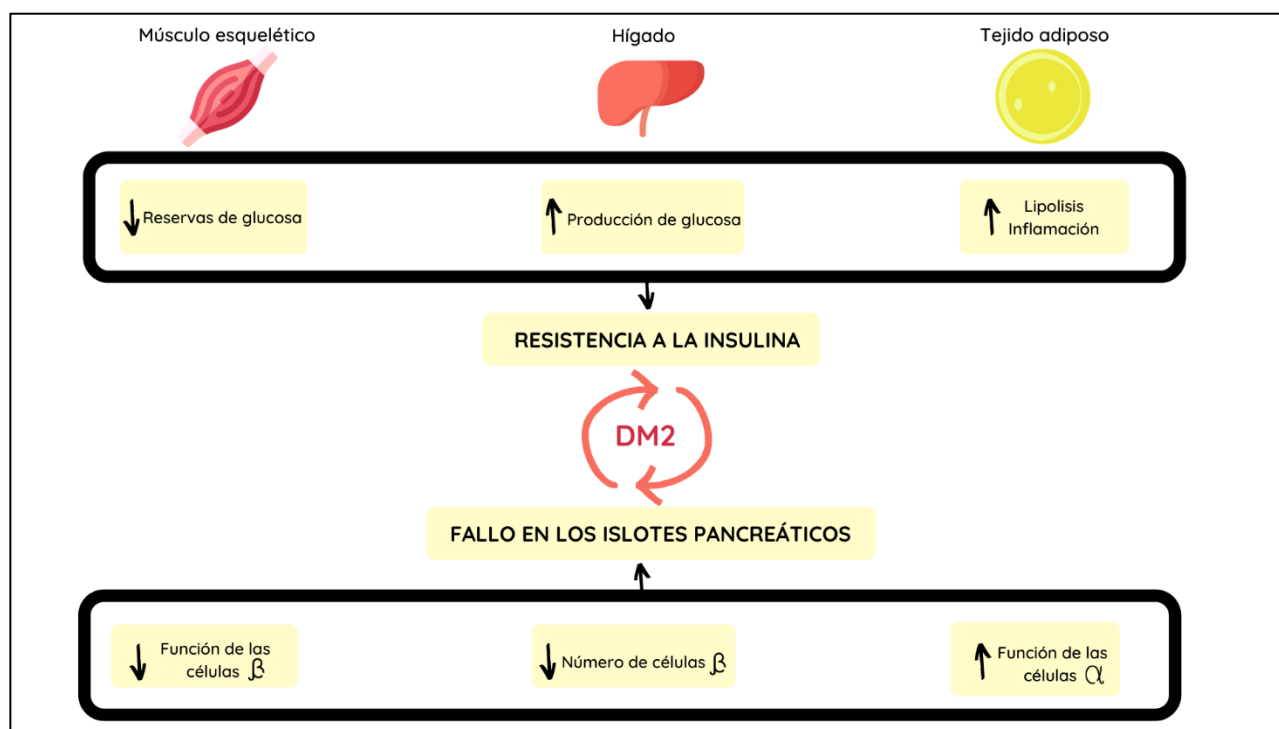 Músculo esquelético
Hígado
Tejido adiposo
Reservas de glucosa
Producción de glucosa
Lipolisis
Inflamación
RESISTENCIA A LA INSULINA
DM2
FALLO EN LOS ISLOTES PANCREÁTICOS
Función de las
células β
Número de células β
Función de las
células α